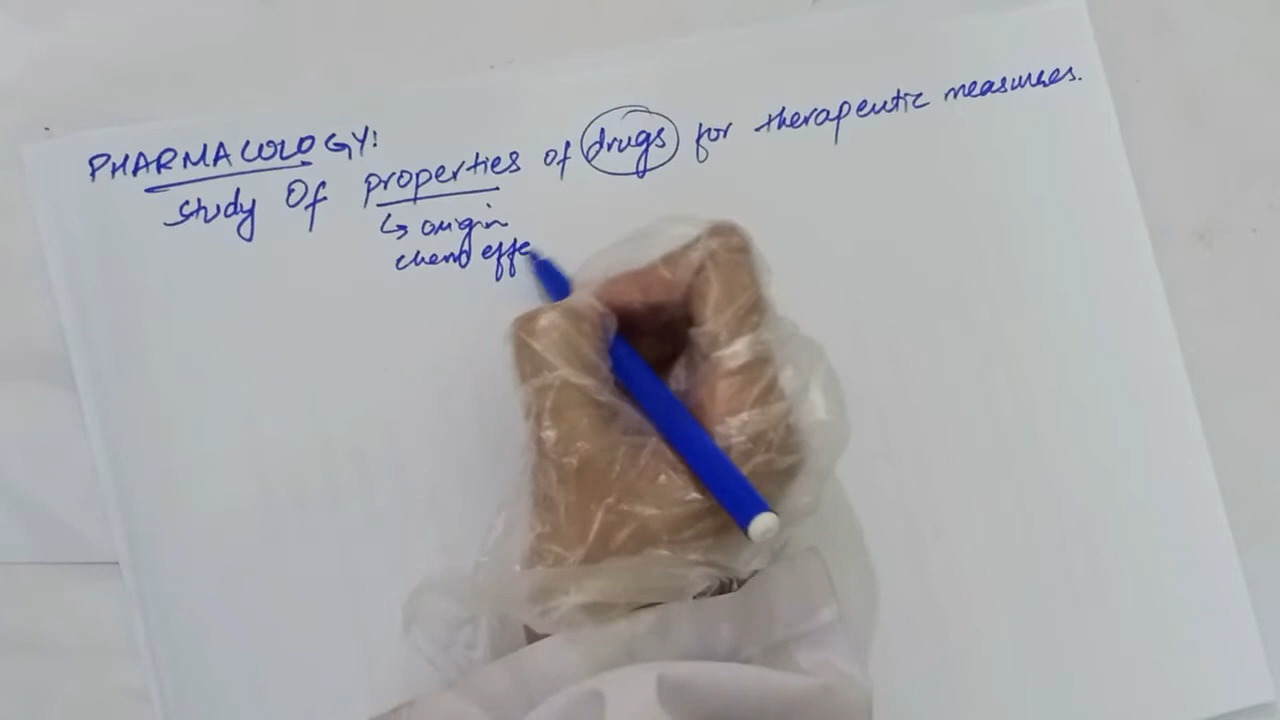 PHARMACOLOGY:
study of properties of drugs for therapeutic measures.
↳ origin
chem effe